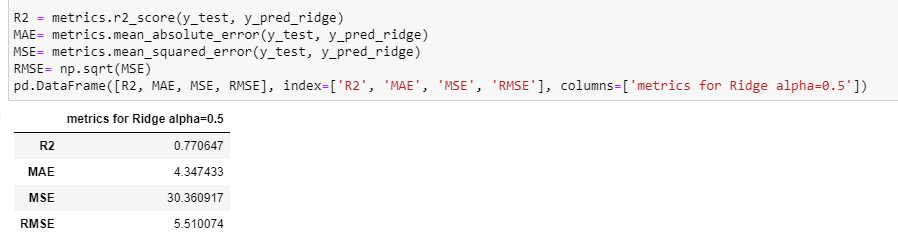 R2 = metrics.r2_score(y_test, y_pred_ridge)
MAE= metrics.mean_absolute_error(y_test, y_pred_ridge)
MSE= metrics.mean_squared_error(y_test, y_pred_ridge)
RMSE= np.sqrt(MSE)
pd.DataFrame([R2, MAE, MSE, RMSE], index=['R2', 'MAE', 'MSE', 'RMSE'], columns=['metrics for Ridge alpha=0.5'])
metrics for Ridge alpha=0.5
R2 0.770647
MAE 4.347433
MSE 30.360917
RMSE 5.510074